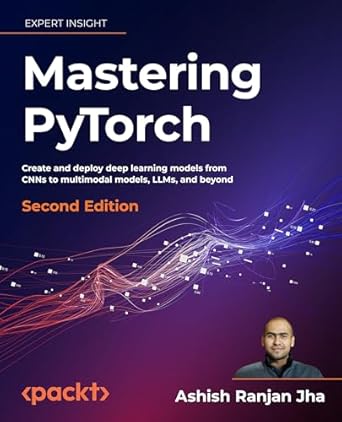 EXPERT INSIGHT
Mastering
PyTorch
Create and deploy deep learning models from
CNNs to multimodal models, LLMs, and beyond
Second Edition
<packt>
Ashish Ranjan Jha